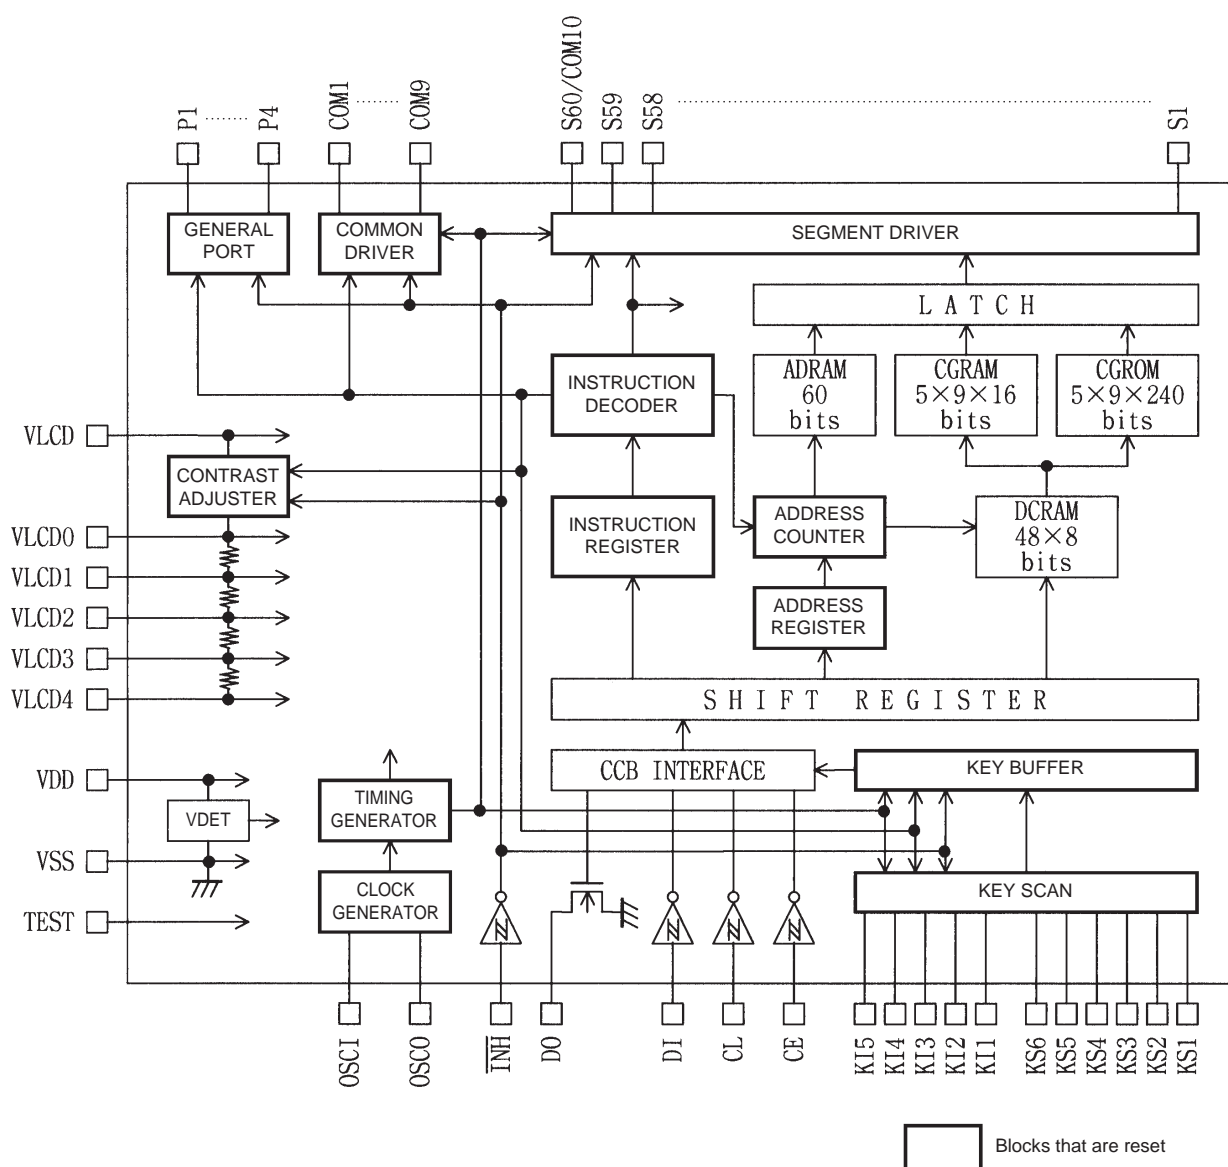 P1 ........ P4
COM1 ........ COM9
S60/COM10
S59
S58 ........ S1
GENERAL
PORT
COMMON
DRIVER
SEGMENT DRIVER
LATCH
INSTRUCTION
DECODER
ADRAM
60
bits
CGRAM
5×9×16
bits
CGROM
5×9×240
bits
VLCD
CONTRAST
ADJUSTER
INSTRUCTION
REGISTER
ADDRESS
COUNTER
DCRAM
48×8
bits
VLCD0
VLCD1
VLCD2
VLCD3
VLCD4
ADDRESS
REGISTER
SHIFT REGISTER
CCB INTERFACE
KEY BUFFER
VDD
VDET
VSS
TEST
TIMING
GENERATOR
CLOCK
GENERATOR
KEY SCAN
OSCI
OSCO
INH
DO
DI
CL
CE
KI5
KI4
KI3
KI2
KI1
KS6
KS5
KS4
KS3
KS2
KS1
Blocks that are reset